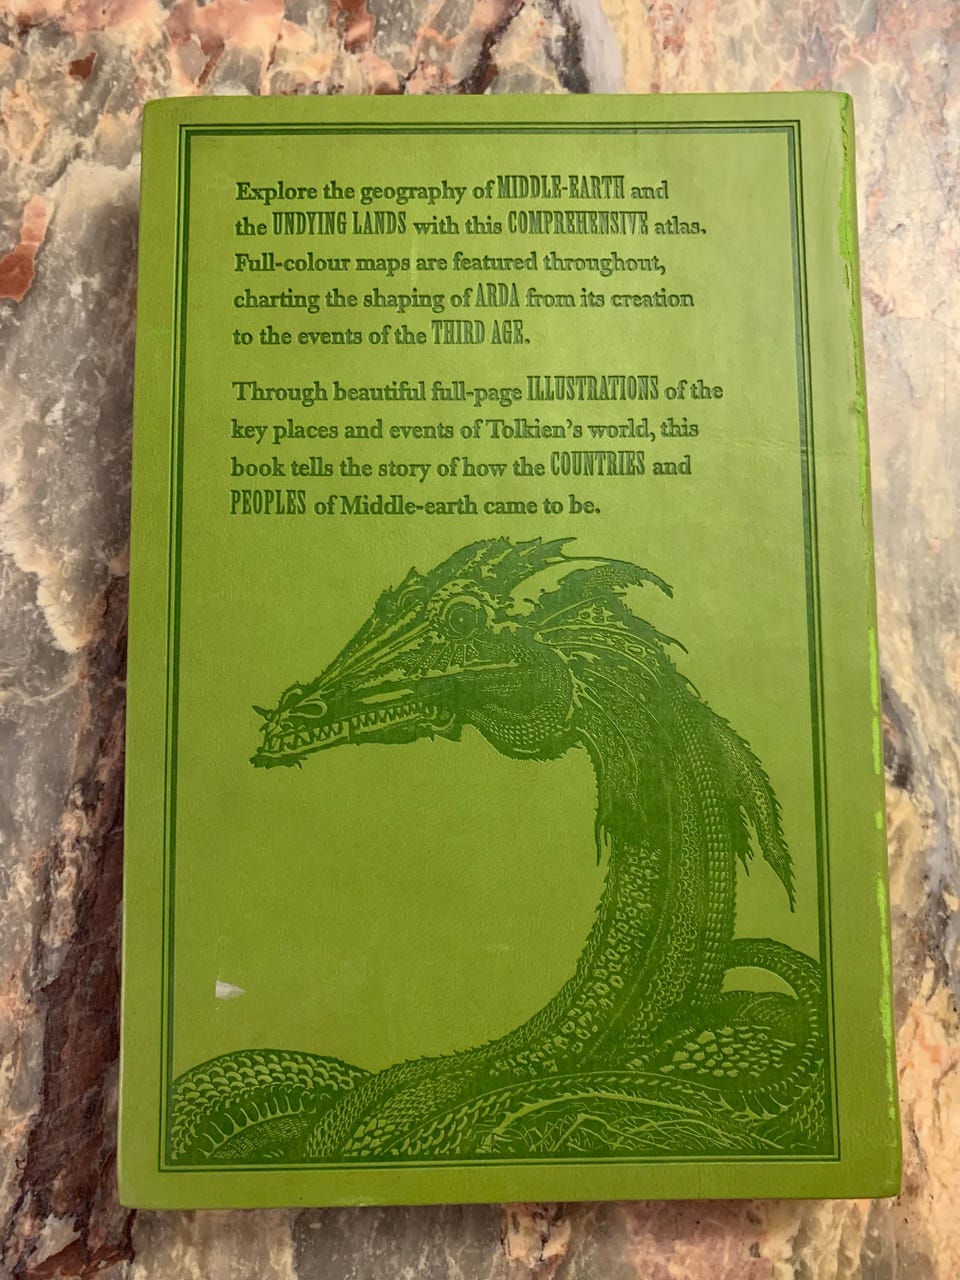 Explore the geography of MIDDLE-EARTH and
the UNDYING LANDS with this COMPREHENSIVE atlas.
Full-colour maps are featured throughout,
charting the shaping of ARDA from its creation
to the events of the THIRD AGE.
Through beautiful full-page ILLUSTRATIONS of the
key places and events of Tolkien's world, this
book tells the story of how the COUNTRIES and
PEOPLES of Middle-earth came to be.